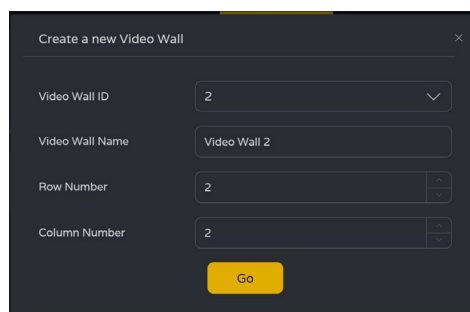 Create a new Video Wall
Video Wall ID 2
Video Wall Name Video Wall 2
Row Number 2
Column Number 2
Go